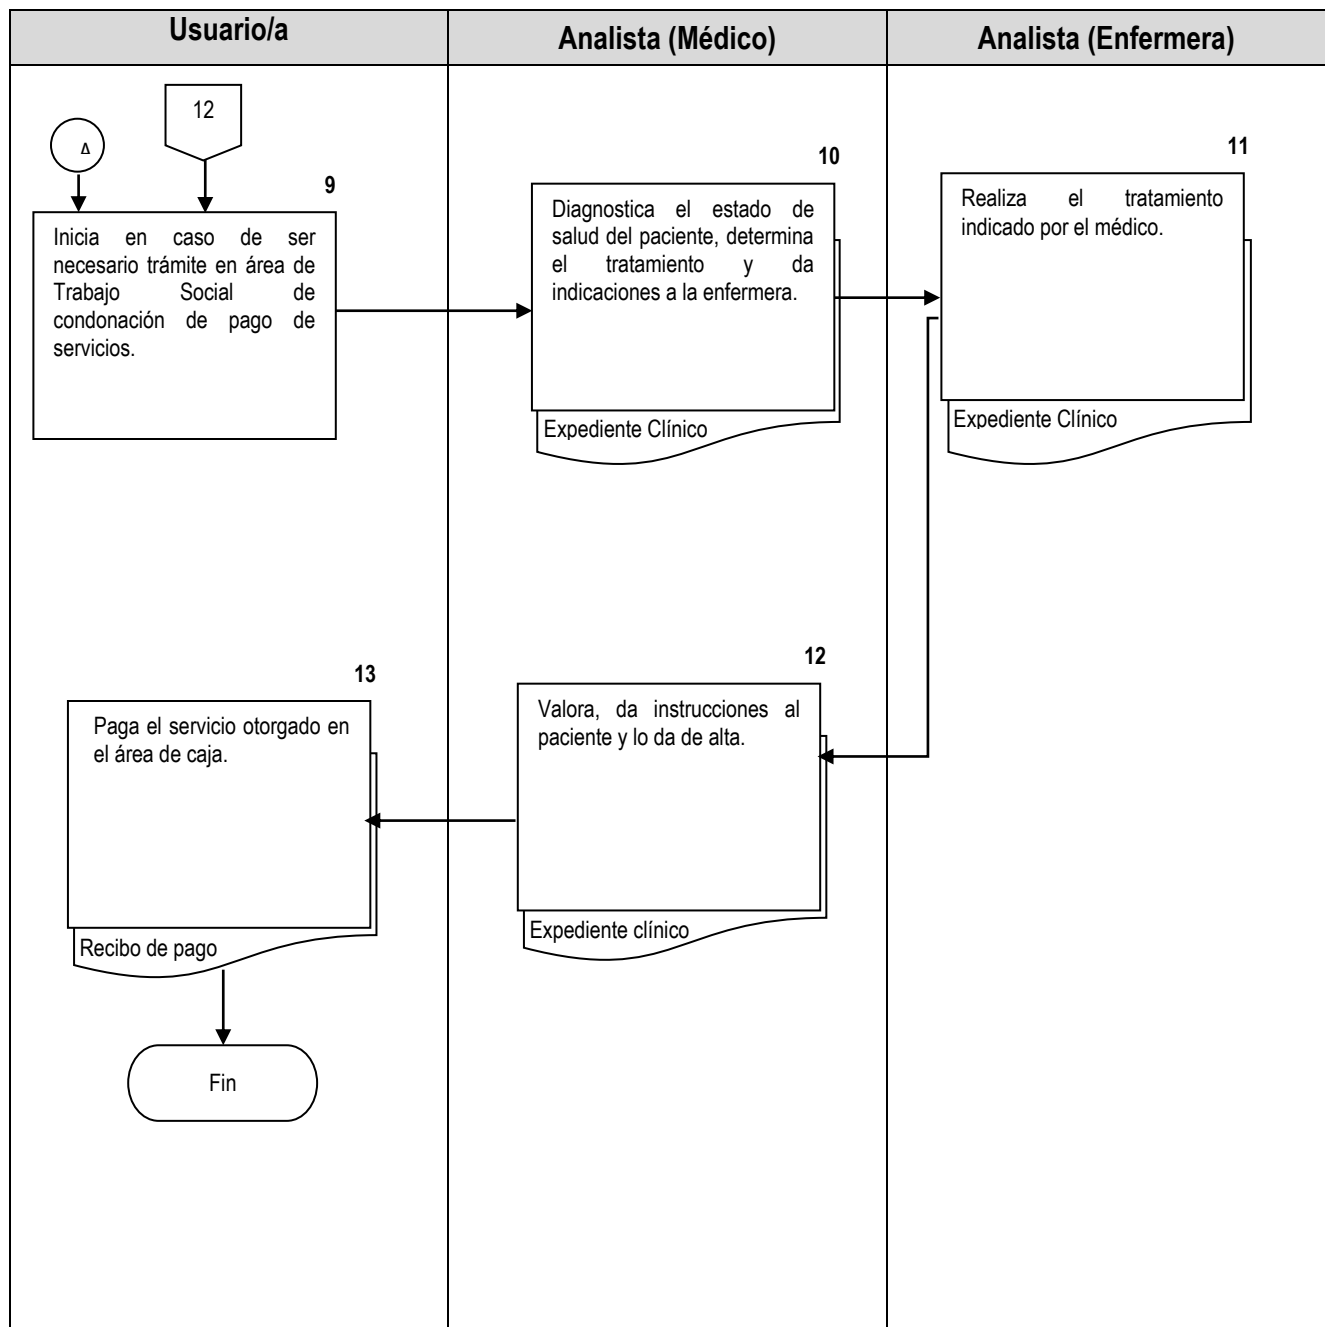 Usuario/a
Analista (Médico)
Analista (Enfermera)
12
Δ
9
Inicia en caso de ser
necesario trámite en área de
Trabajo Social de
condonación de pago de
servicios.
10
Diagnostica el estado de
salud del paciente, determina
el tratamiento y da
indicaciones a la enfermera.
Expediente Clínico
11
Realiza el tratamiento
indicado por el médico.
Expediente Clínico
12
Valora, da instrucciones al
paciente y lo da de alta.
Expediente clínico
13
Paga el servicio otorgado en
el área de caja.
Recibo de pago
Fin